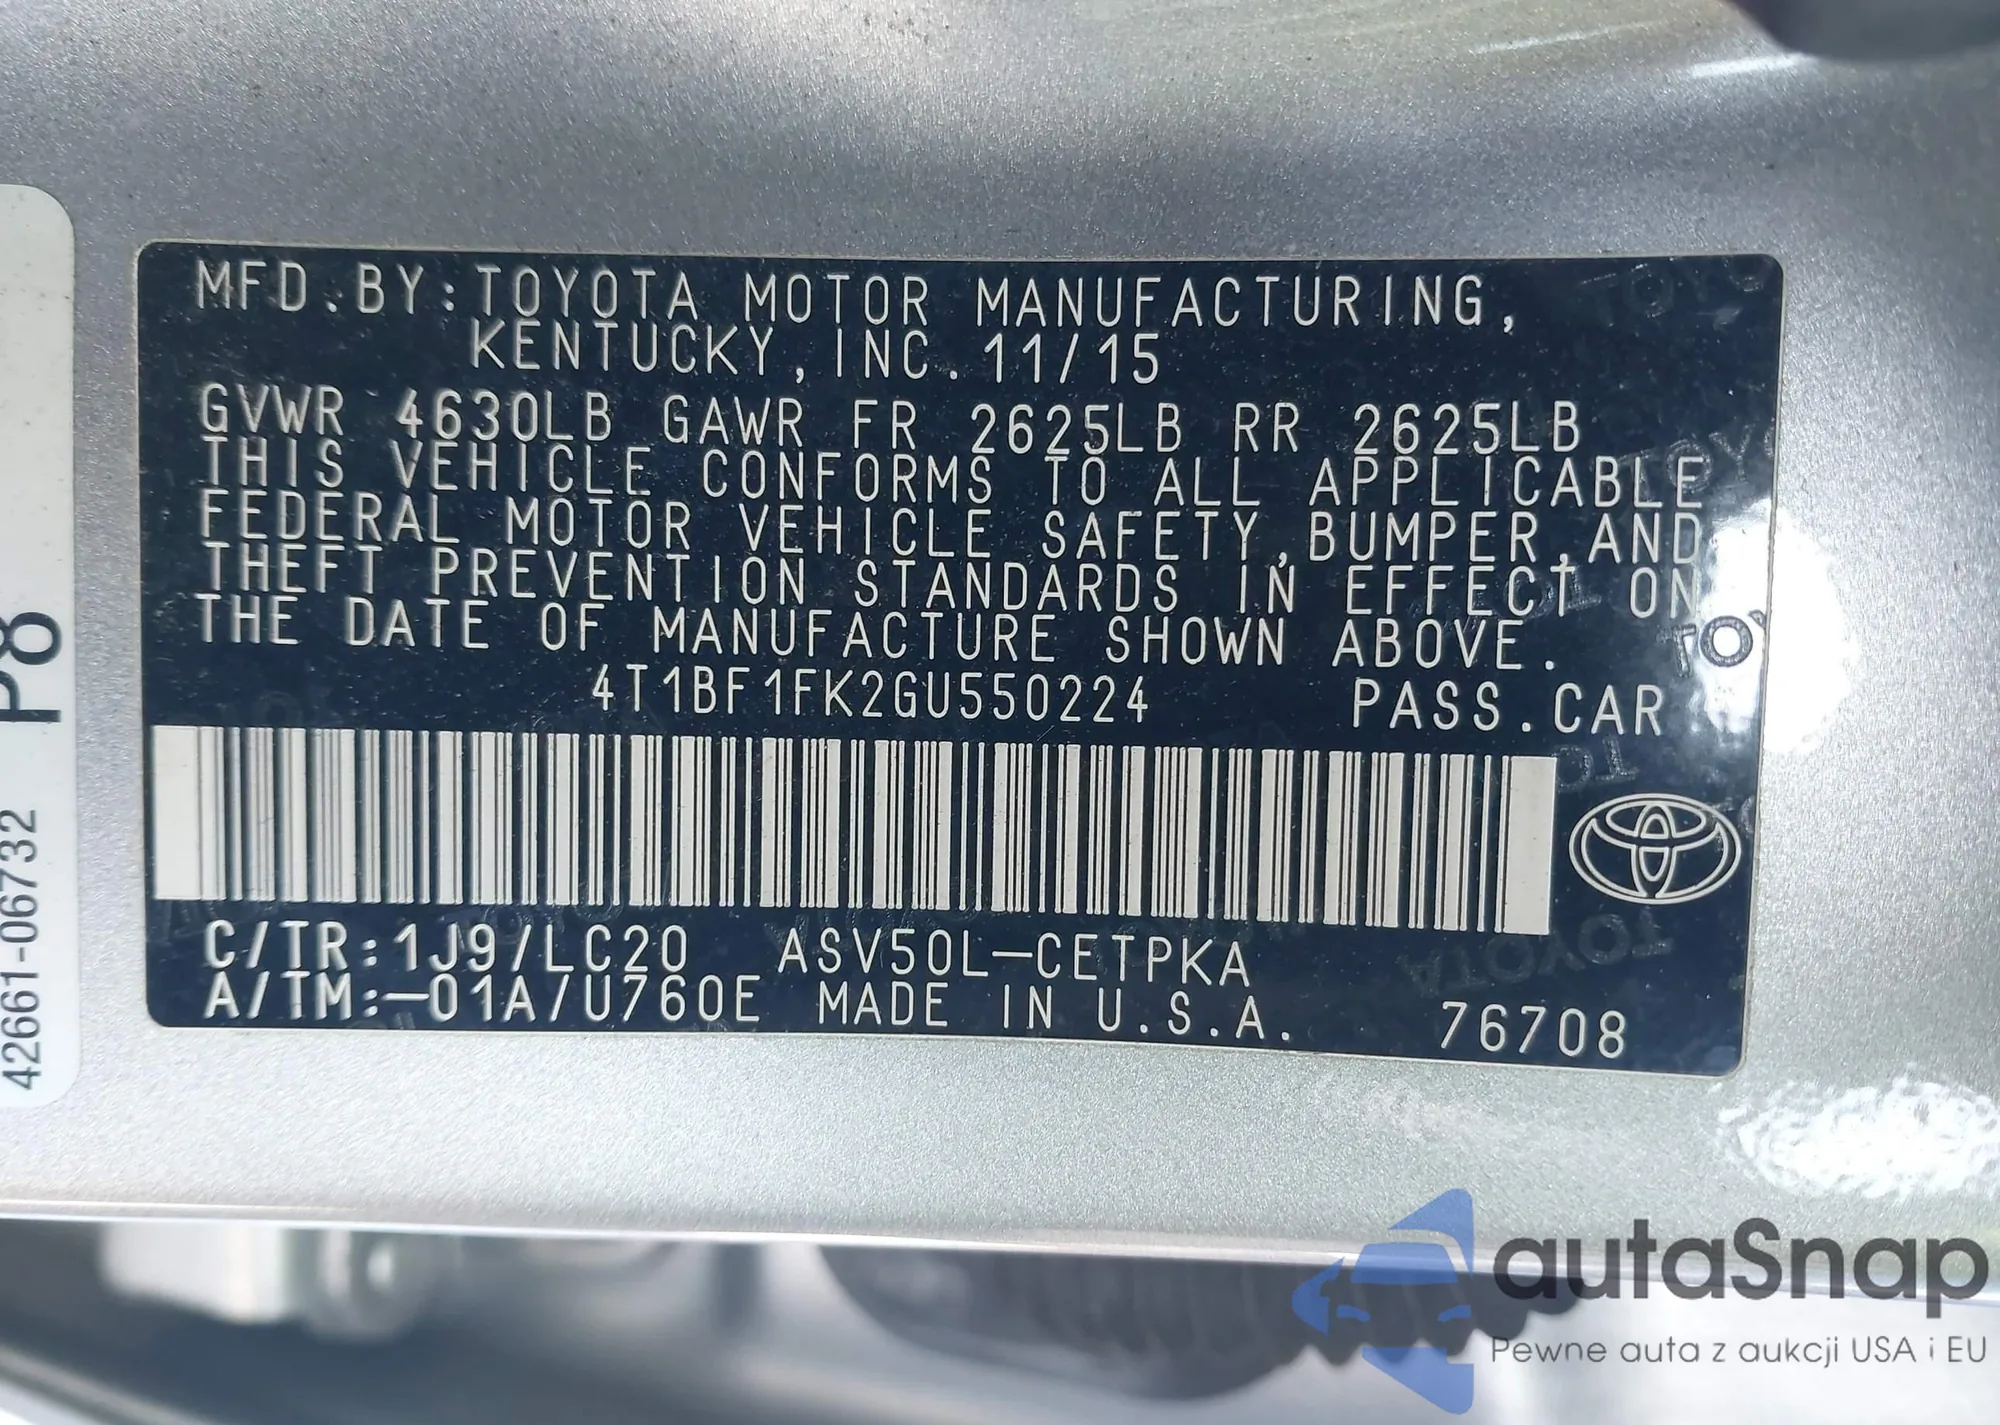 MFD.BY:TOYOTA MOTOR MANUFACTURING,
KENTUCKY,INC.11/15
GVWR 4630LB GAWR FR 2625LB RR 2625LB
THIS VEHICLE CONFORMS TO ALL APPLICABLE
FEDERAL MOTOR VEHICLE SAFETY,BUMPER,AND
THEFT PREVENTION STANDARDS IN EFFECT ON
THE DATE OF MANUFACTURE SHOWN ABOVE.
4T1BF1FK2GU550224 PASS.CAR
C/TR:1J9/LC20 ASV50L-CETPKA
A/TM:-01A/U760E MADE IN U.S.A. 76708
42661-06732 P8
autaSnap
Pewne auta z aukcji USA i EU